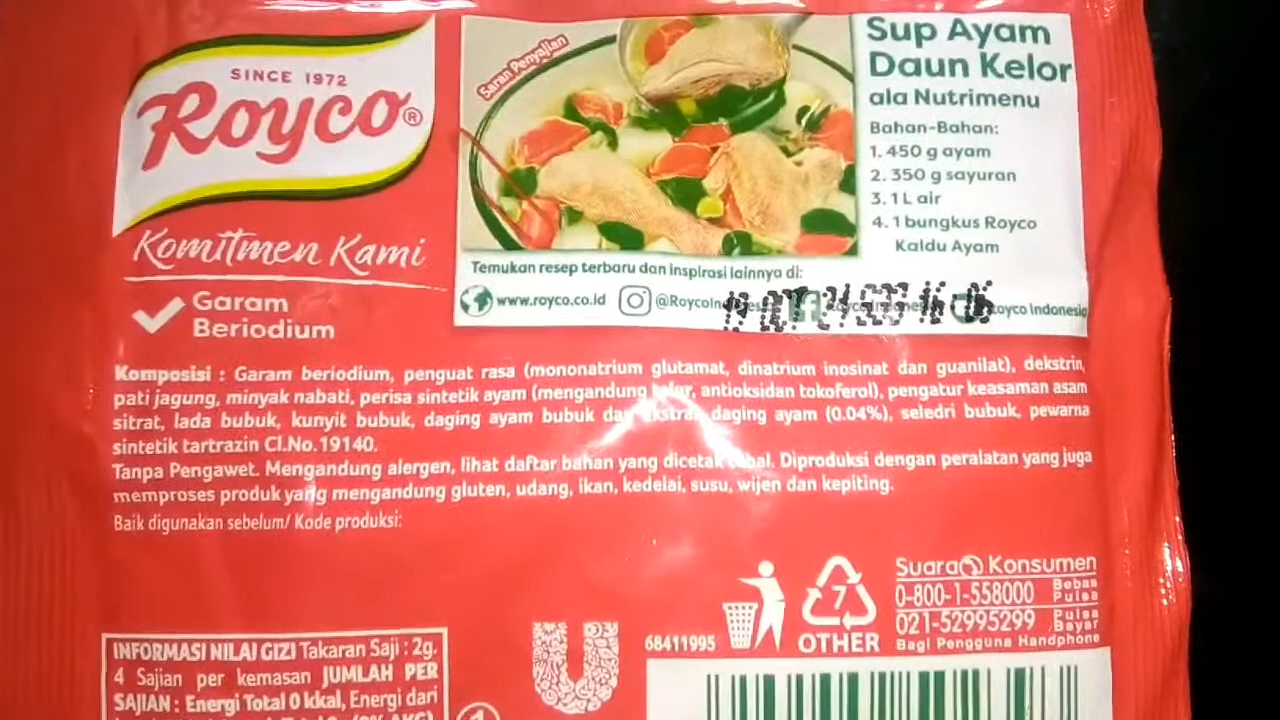 SINCE 1972
Royco®
Komitmen Kami
Garam
Beriodium
Saran Penyajian
Sup Ayam
Daun Kelor
ala Nutrimenu
Bahan-Bahan:
1. 450 g ayam
2. 350 g sayuran
3. 1 L air
4. 1 bungkus Royco
Kaldu Ayam
Temukan resep terbaru dan inspirasi lainnya di:
www.royco.co.id
Royco Indonesia
Komposisi : Garam beriodium, penguat rasa (mononatrium glutamat, dinatrium inosinat dan guanilat), dekstrin,
pati jagung, minyak nabati, perisa sintetik ayam (mengandung telur, antioksidan tokoferol), pengatur keasaman asam
sitrat, lada bubuk, kunyit bubuk, daging ayam bubuk dan ekstrak daging ayam (0.04%), seledri bubuk, pewarna
sintetik tartrazin CI.No.19140.
Tanpa Pengawet. Mengandung alergen, lihat daftar bahan yang dicetak tebal. Diproduksi dengan peralatan yang juga
memproses produk yang mengandung gluten, udang, ikan, kedelai, susu, wijen dan kepiting.
Baik digunakan sebelum/ Kode produksi:
Suara Konsumen
0-800-1-558000 Bebas Pulsa
021-52995299 Pulsa Bayar
Bagi Pengguna Handphone
7
OTHER
68411995
INFORMASI NILAI GIZI Takaran Saji : 2g.
4 Sajian per kemasan JUMLAH PER
SAJIAN : Energi Total 0 kkal, Energi dari